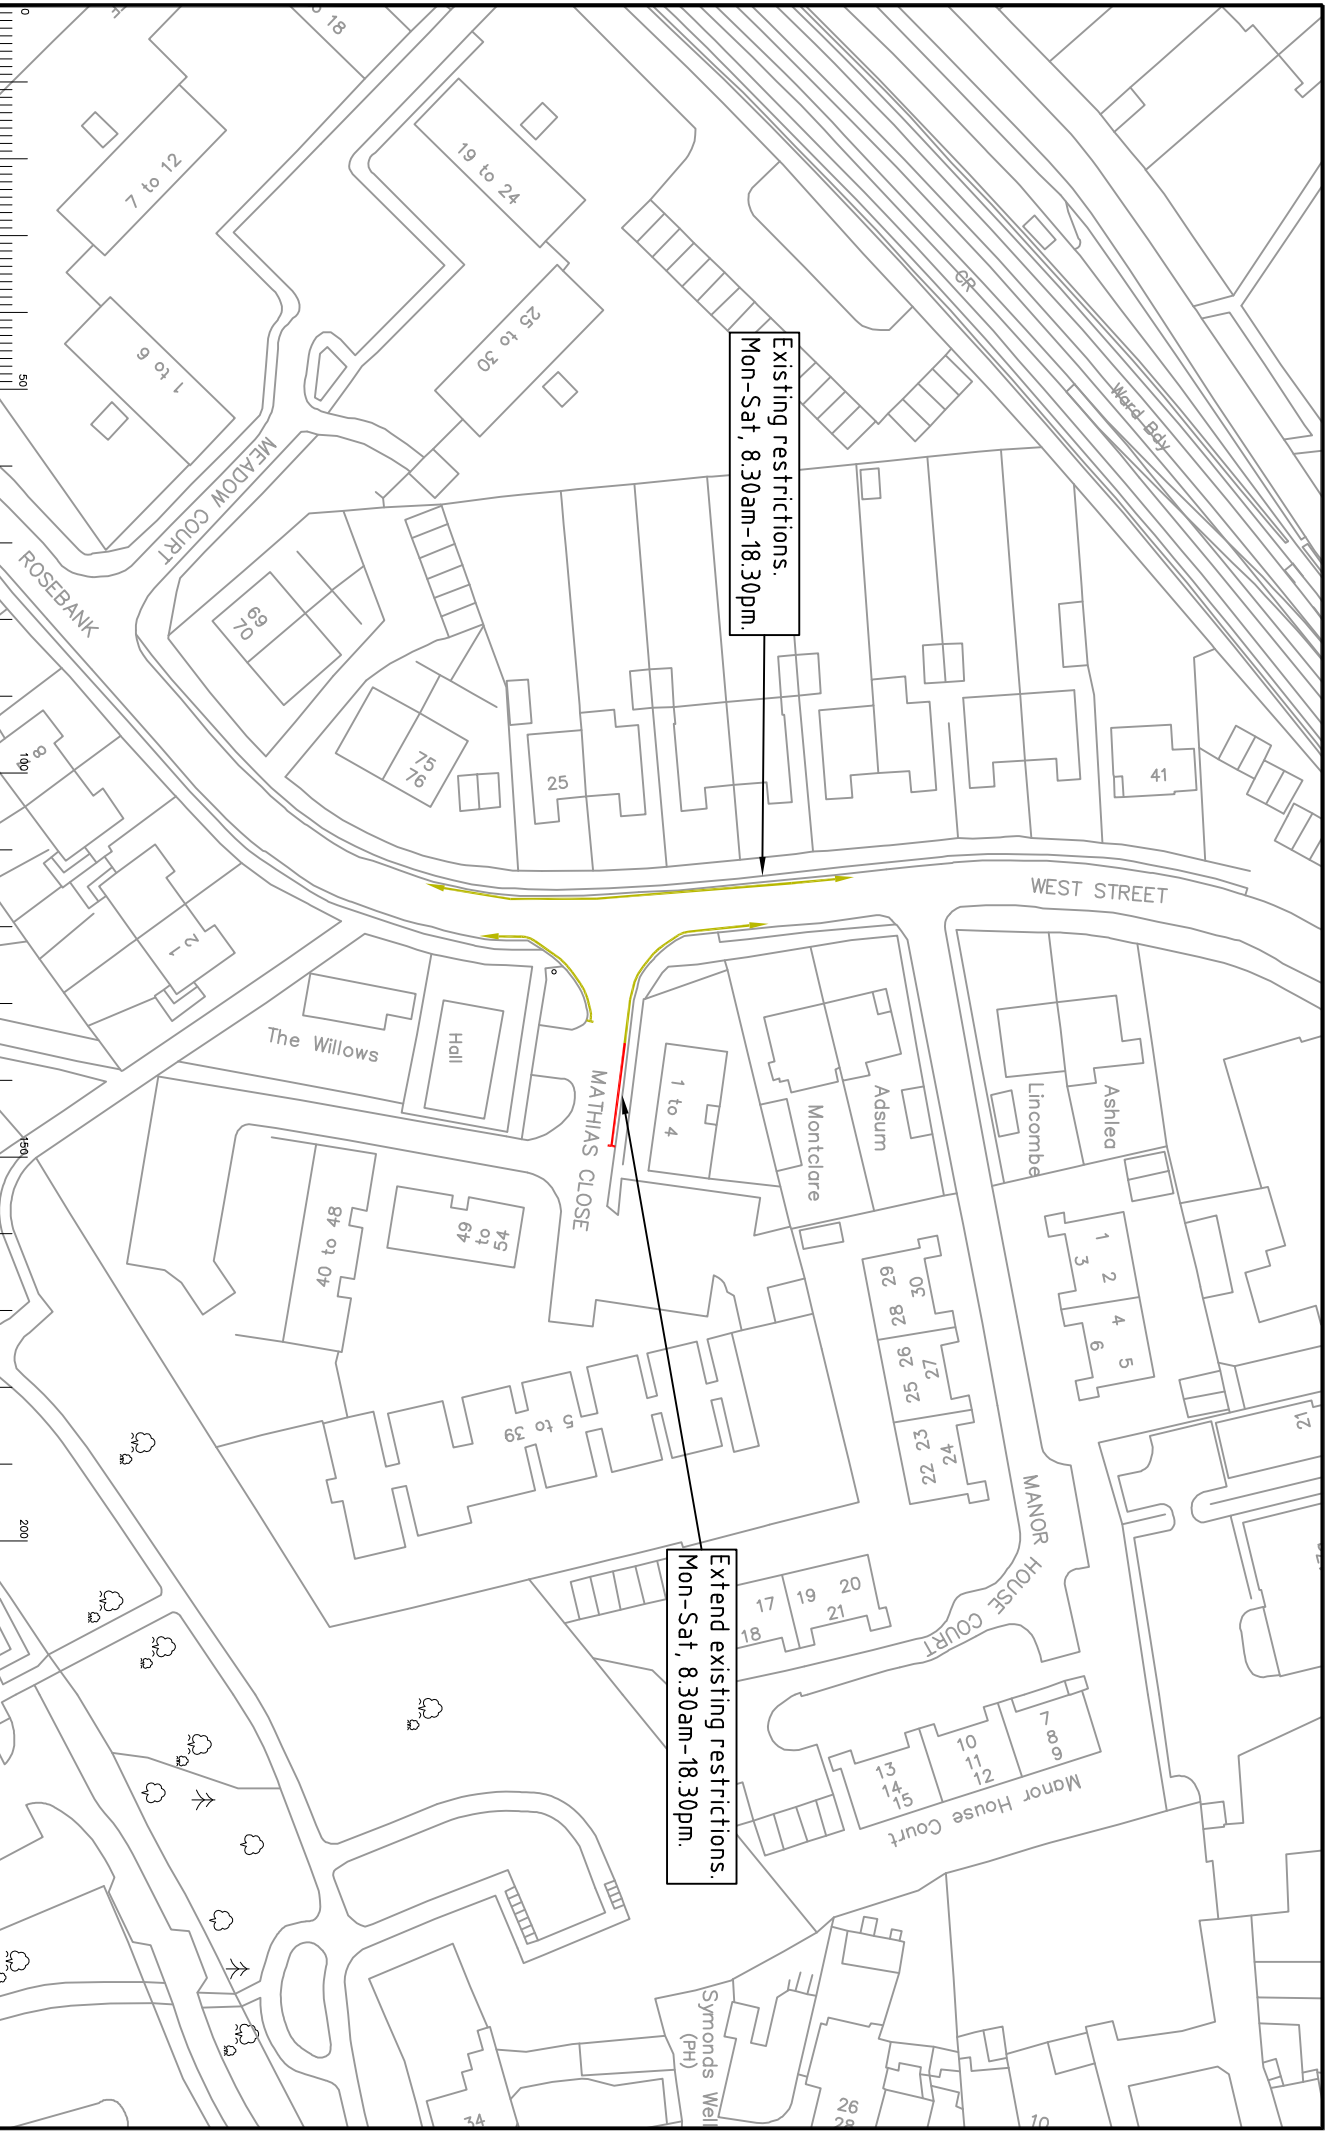 Existing restrictions.
Mon-Sat, 8.30am-18.30pm.
Extend existing restrictions.
Mon-Sat, 8.30am-18.30pm.
WEST STREET
MATHIAS CLOSE
MANOR HOUSE COURT
Manor House Court
MEADOW COURT
ROSEBANK
CR
Ward Bdy
18
7 to 12
19 to 24
25 to 30
1 to 6
69
70
75
76
25
41
8
1
2
The Willows
Hall
1 to 4
Montclare
Adsum
Lincombe
Ashlea
40 to 48
49
to
54
5 to 39
1
2
3
4
5
6
30
29
28
27
26
25
24
23
22
21
20
19
21
17
18
7
8
9
10
11
12
13
14
15
Symonds Well
(PH)
26
28
10
34
0
50
100
150
200